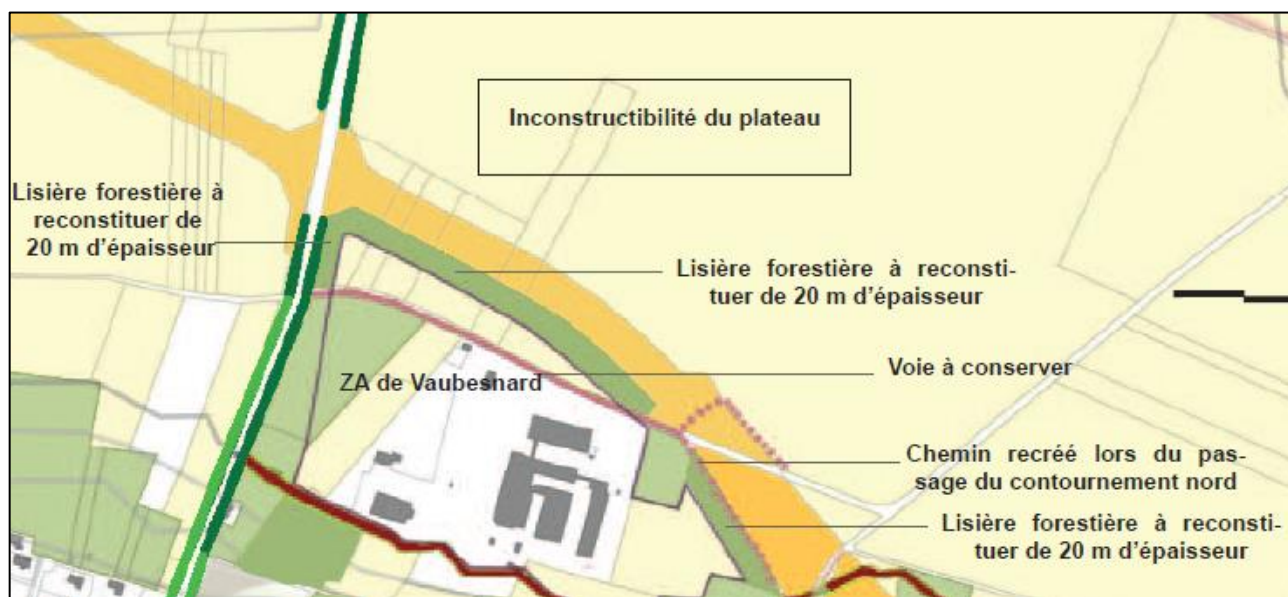 Inconstructibilité du plateau
Lisière forestière à
reconstituer de
20 m d'épaisseur
Lisière forestière à reconsti-
tuer de 20 m d'épaisseur
Voie à conserver
ZA de Vaubesnard
Chemin recréé lors du pas-
sage du contournement nord
Lisière forestière à reconsti-
tuer de 20 m d'épaisseur